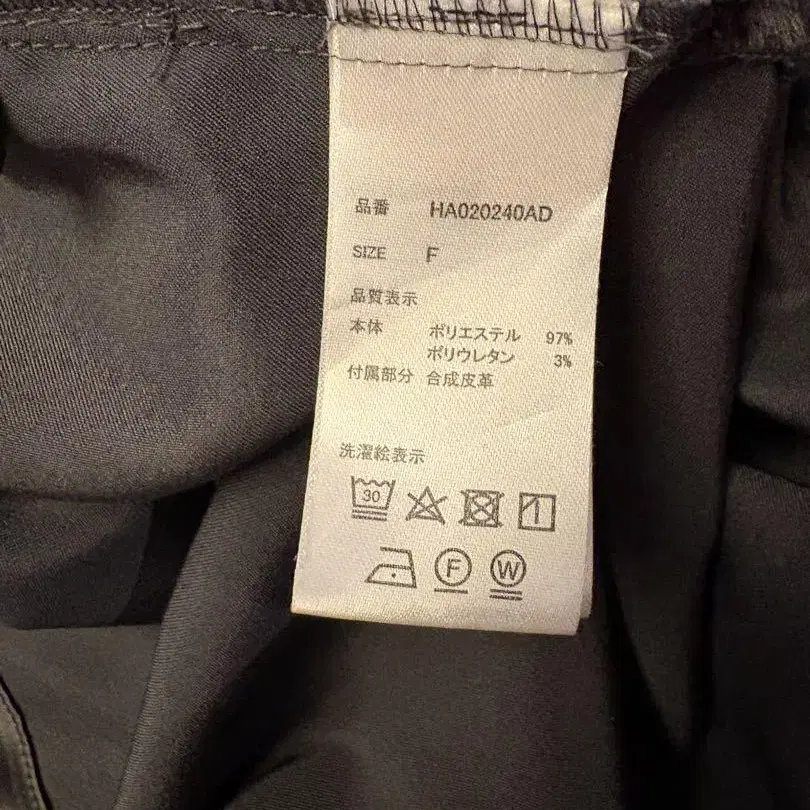 品番 HA020240AD
SIZE F
品質表示
本体 ポリエステル 97%
ポリウレタン 3%
付属部分 合成皮革
洗濯絵表示
30
F W